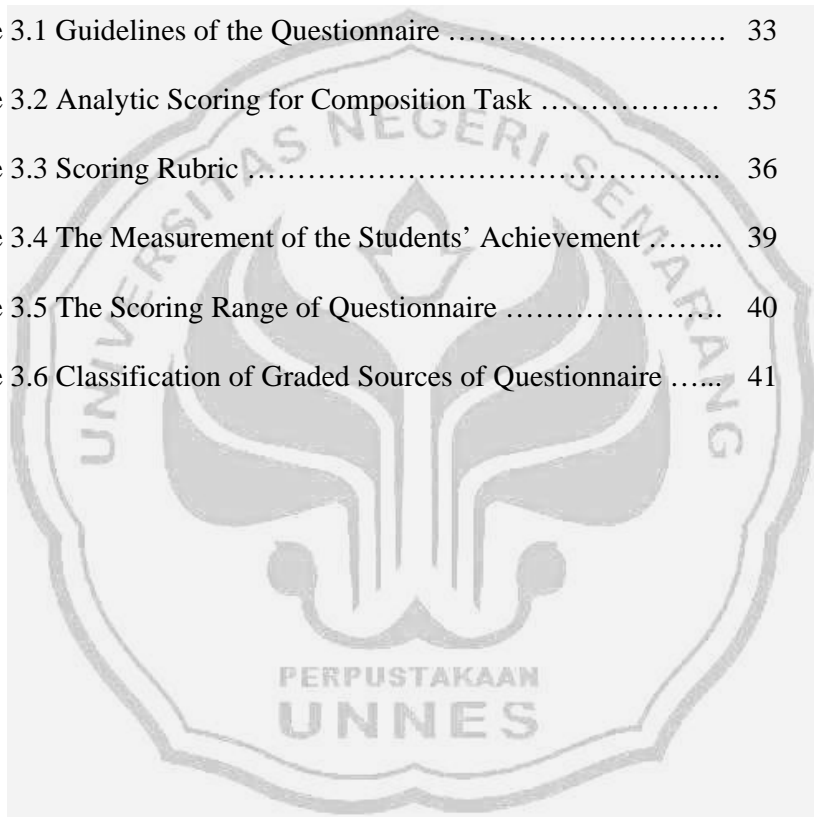 e 3.1 Guidelines of the Questionnaire ………………………. 33
e 3.2 Analytic Scoring for Composition Task ……………… 35
e 3.3 Scoring Rubric ………………………………………... 36
e 3.4 The Measurement of the Students’ Achievement …….. 39
e 3.5 The Scoring Range of Questionnaire …………………. 40
e 3.6 Classification of Graded Sources of Questionnaire …... 41
UNIVERSITAS NEGERI SEMARANG
PERPUSTAKAAN
UNNES